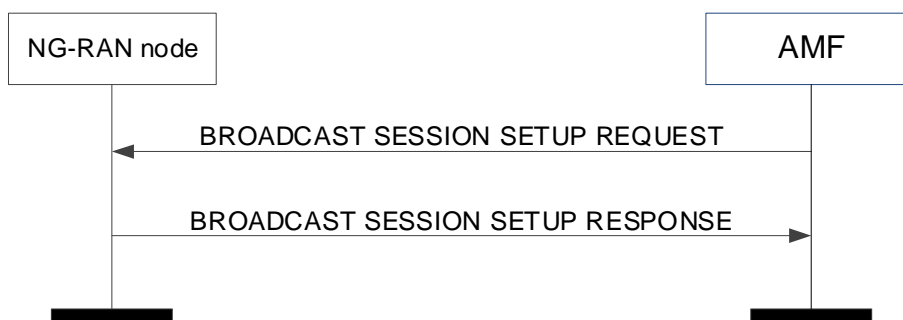 NG-RAN node
AMF
BROADCAST SESSION SETUP REQUEST
BROADCAST SESSION SETUP RESPONSE